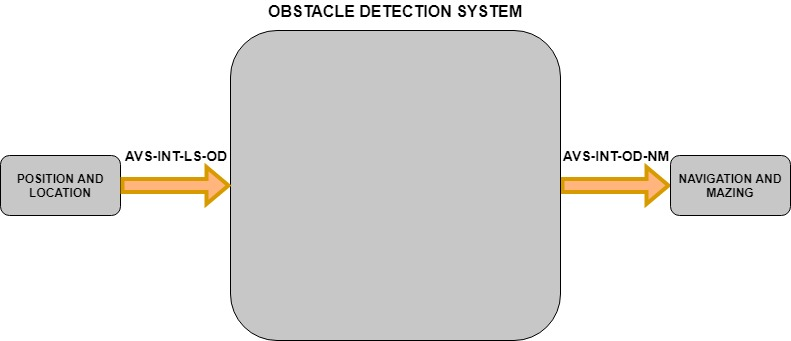 OBSTACLE DETECTION SYSTEM
AVS-INT-LS-OD
AVS-INT-OD-NM
POSITION AND
LOCATION
NAVIGATION AND
MAZING